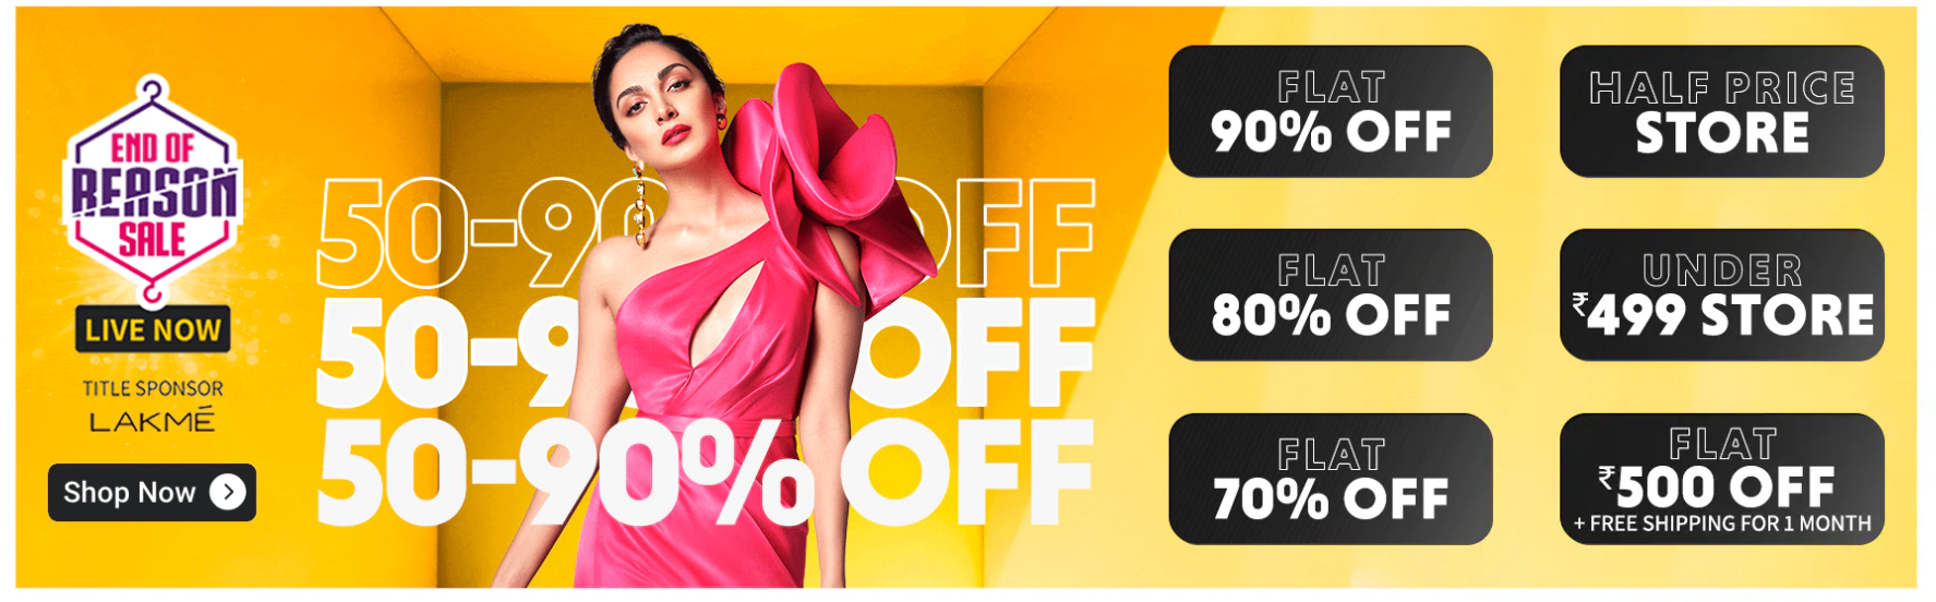 END OF
REASON
SALE
LIVE NOW
TITLE SPONSOR
LAKMÉ
Shop Now
50-90 OFF
50-9 OFF
50-90% OFF
FLAT
90% OFF
HALF PRICE
STORE
FLAT
80% OFF
UNDER
₹499 STORE
FLAT
70% OFF
FLAT
₹500 OFF
+ FREE SHIPPING FOR 1 MONTH